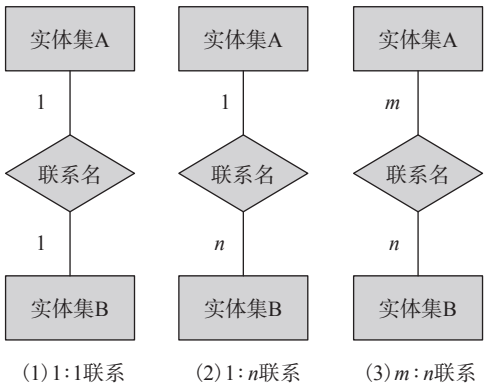 实体集A 实体集A 实体集A
1 1 m
联系名 联系名 联系名
1 n n
实体集B 实体集B 实体集B
(1)1∶1联系 (2)1∶n联系 (3)m∶n联系